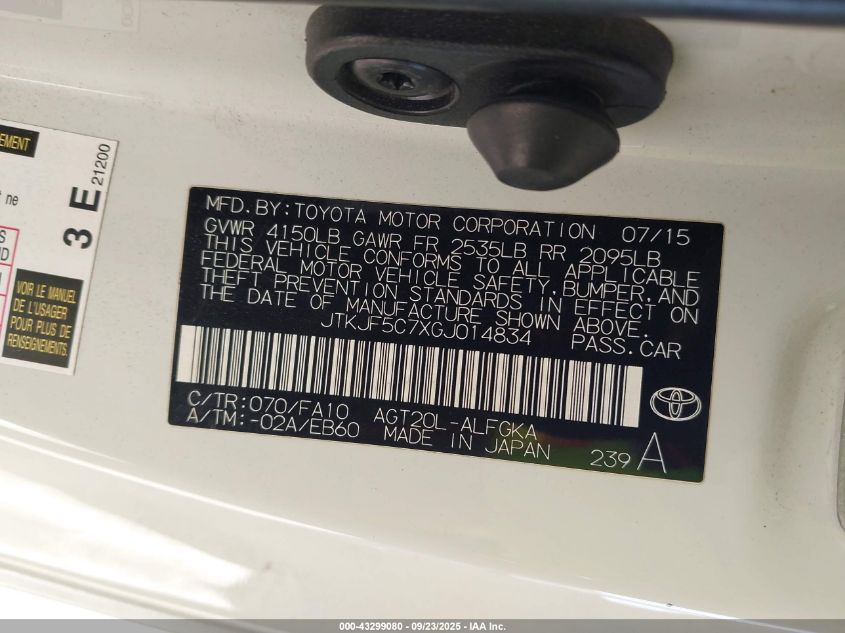 EMENT
t ne
S
ND
3 E 21200
VOIR LE MANUEL
DE L'USAGER
POUR PLUS DE
RENSEIGNEMENTS.
MFD.BY:TOYOTA MOTOR CORPORATION 07/15
GVWR 4150LB GAWR FR 2535LB RR 2095LB
THIS VEHICLE CONFORMS TO ALL APPLICABLE
FEDERAL MOTOR VEHICLE SAFETY,BUMPER,AND
THEFT PREVENTION STANDARDS IN EFFECT ON
THE DATE OF MANUFACTURE SHOWN ABOVE.
JTKJF5C7XGJ014834 PASS.CAR
C/TR:070/FA10 AGT20L-ALFGKA
A/TM:-02A/EB60 MADE IN JAPAN 239 A
000-43299080 - 09/23/2025 - IAA Inc.